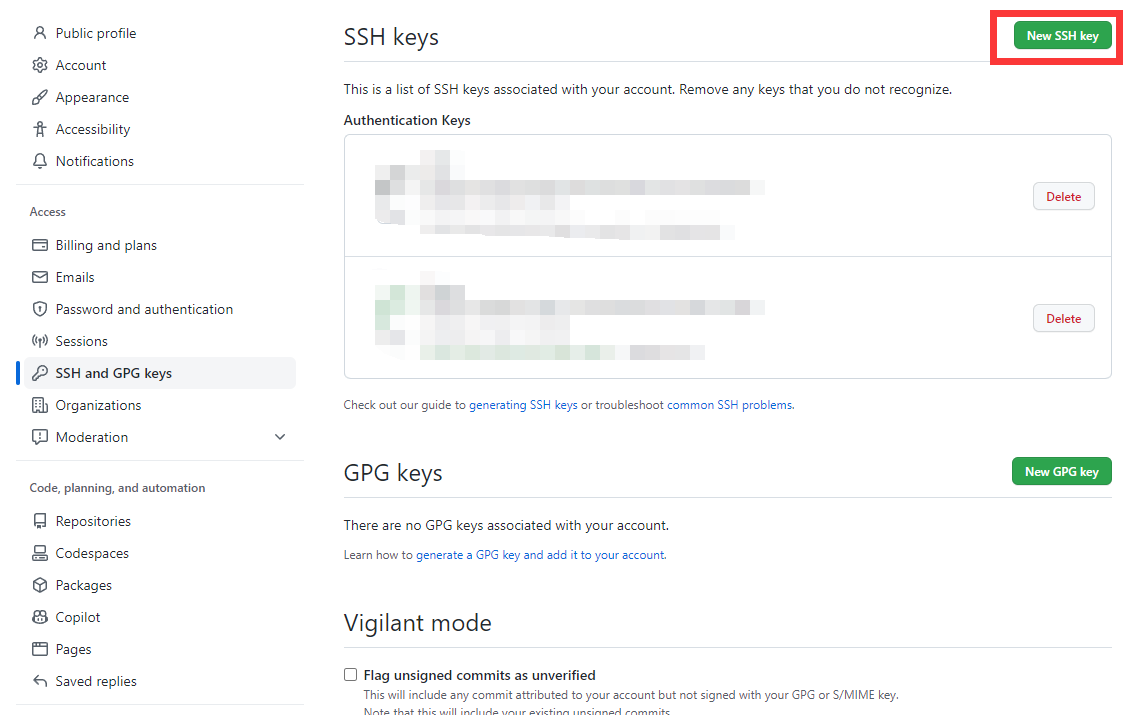 Public profile
Account
Appearance
Accessibility
Notifications
Access
Billing and plans
Emails
Password and authentication
Sessions
SSH and GPG keys
Organizations
Moderation
Code, planning, and automation
Repositories
Codespaces
Packages
Copilot
Pages
Saved replies
SSH keys
New SSH key
This is a list of SSH keys associated with your account. Remove any keys that you do not recognize.
Authentication Keys
Delete
Delete
Check out our guide to generating SSH keys or troubleshoot common SSH problems.
GPG keys
New GPG key
There are no GPG keys associated with your account.
Learn how to generate a GPG key and add it to your account.
Vigilant mode
Flag unsigned commits as unverified
This will include any commit attributed to your account but not signed with your GPG or S/MIME key.
Note that this will include your existing unsigned commits.